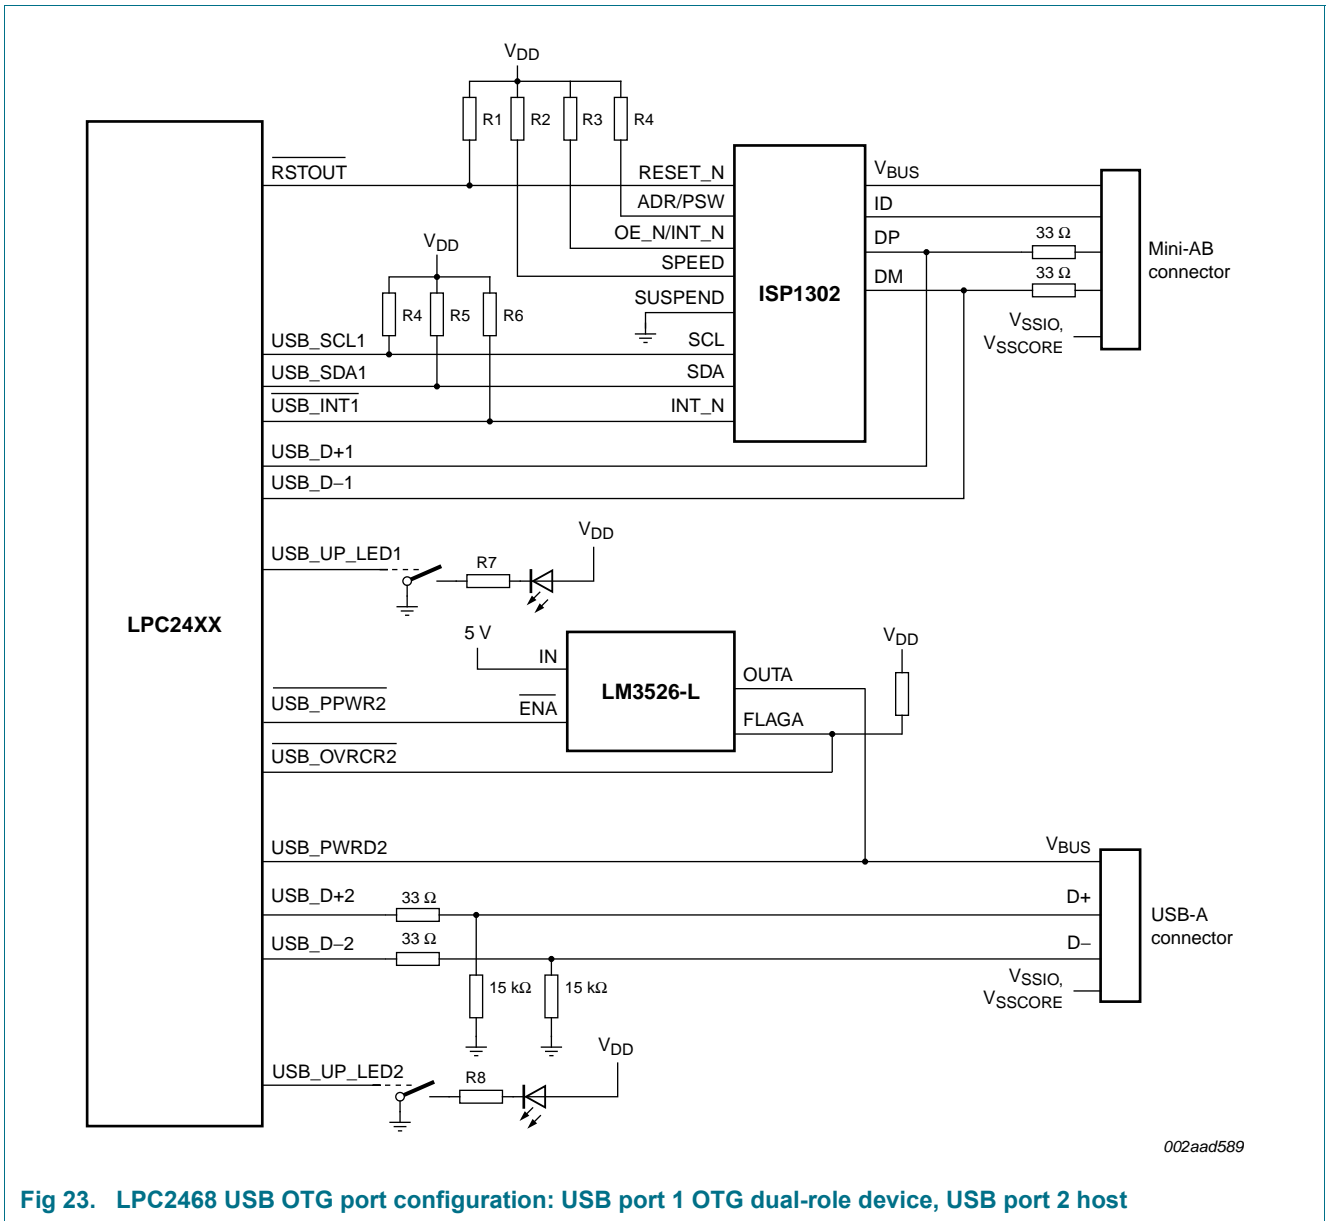 VDD
R1 R2 R3 R4
RSTOUT
RESET_N
ADR/PSW
OE_N/INT_N
SPEED
SUSPEND
VDD
R4 R5 R6
USB_SCL1
SCL
USB_SDA1
SDA
USB_INT1
INT_N
ISP1302
VBUS
ID
DP
33 Ω
DM
33 Ω
VSSIO,
VSSCORE
Mini-AB
connector
USB_D+1
USB_D−1
USB_UP_LED1
R7
VDD
LPC24XX
5 V
IN
LM3526-L
OUTA
VDD
USB_PPWR2
ENA
FLAGA
USB_OVRCR2
USB_PWRD2
VBUS
USB_D+2
33 Ω
D+
USB_D−2
33 Ω
D−
USB-A
connector
15 kΩ 15 kΩ
VSSIO,
VSSCORE
USB_UP_LED2
R8
VDD
002aad589
Fig 23. LPC2468 USB OTG port configuration: USB port 1 OTG dual-role device, USB port 2 host